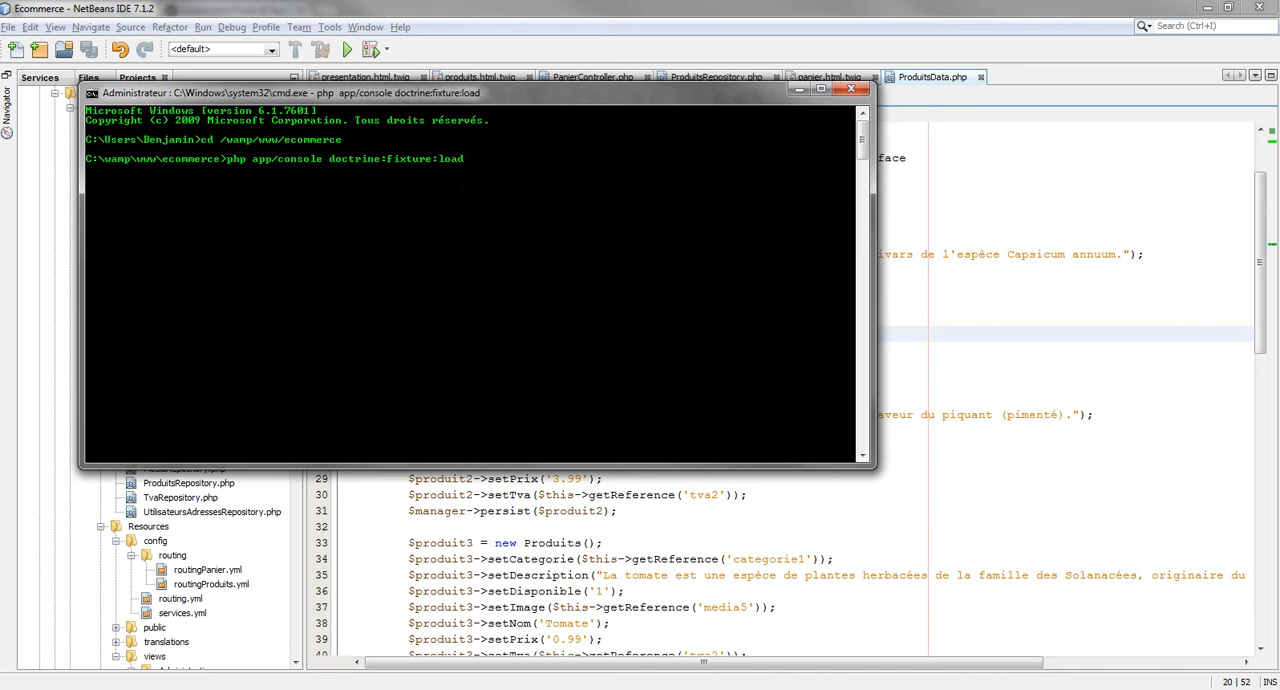 Ecommerce - NetBeans IDE 7.1.2
File Edit View Navigate Source Refactor Run Debug Profile Team Tools Window Help
Search (Ctrl+I)
<default>
Services Files Projects
presentation.html.twig produits.html.twig PanierController.php ProduitsRepository.php panier.html.twig ProduitsData.php
Navigator
Administrateur : C:\Windows\system32\cmd.exe - php app/console doctrine:fixture:load
Microsoft Windows [version 6.1.7601]
Copyright (c) 2009 Microsoft Corporation. Tous droits réservés.
C:\Users\Benjamin>cd /wamp/www/ecommerce
C:\wamp\www\ecommerce>php app/console doctrine:fixture:load
face
ivars de l'espèce Capsicum annuum.");
aveur du piquant (pimenté).");
ProduitsRepository.php
TvaRepository.php
UtilisateursAdressesRepository.php
Resources
config
routing
routingPanier.yml
routingProduits.yml
routing.yml
services.yml
public
translations
views
29 $produit2->setPrix('3.99');
30 $produit2->setTva($this->getReference('tva2'));
31 $manager->persist($produit2);
32
33 $produit3 = new Produits();
34 $produit3->setCategorie($this->getReference('categorie1'));
35 $produit3->setDescription("La tomate est une espèce de plantes herbacées de la famille des Solanacées, originaire du
36 $produit3->setDisponible('1');
37 $produit3->setImage($this->getReference('media5'));
38 $produit3->setNom('Tomate');
39 $produit3->setPrix('0.99');
40 $produit3->setTva($this->getReference('tva2'));
20 | 52 INS